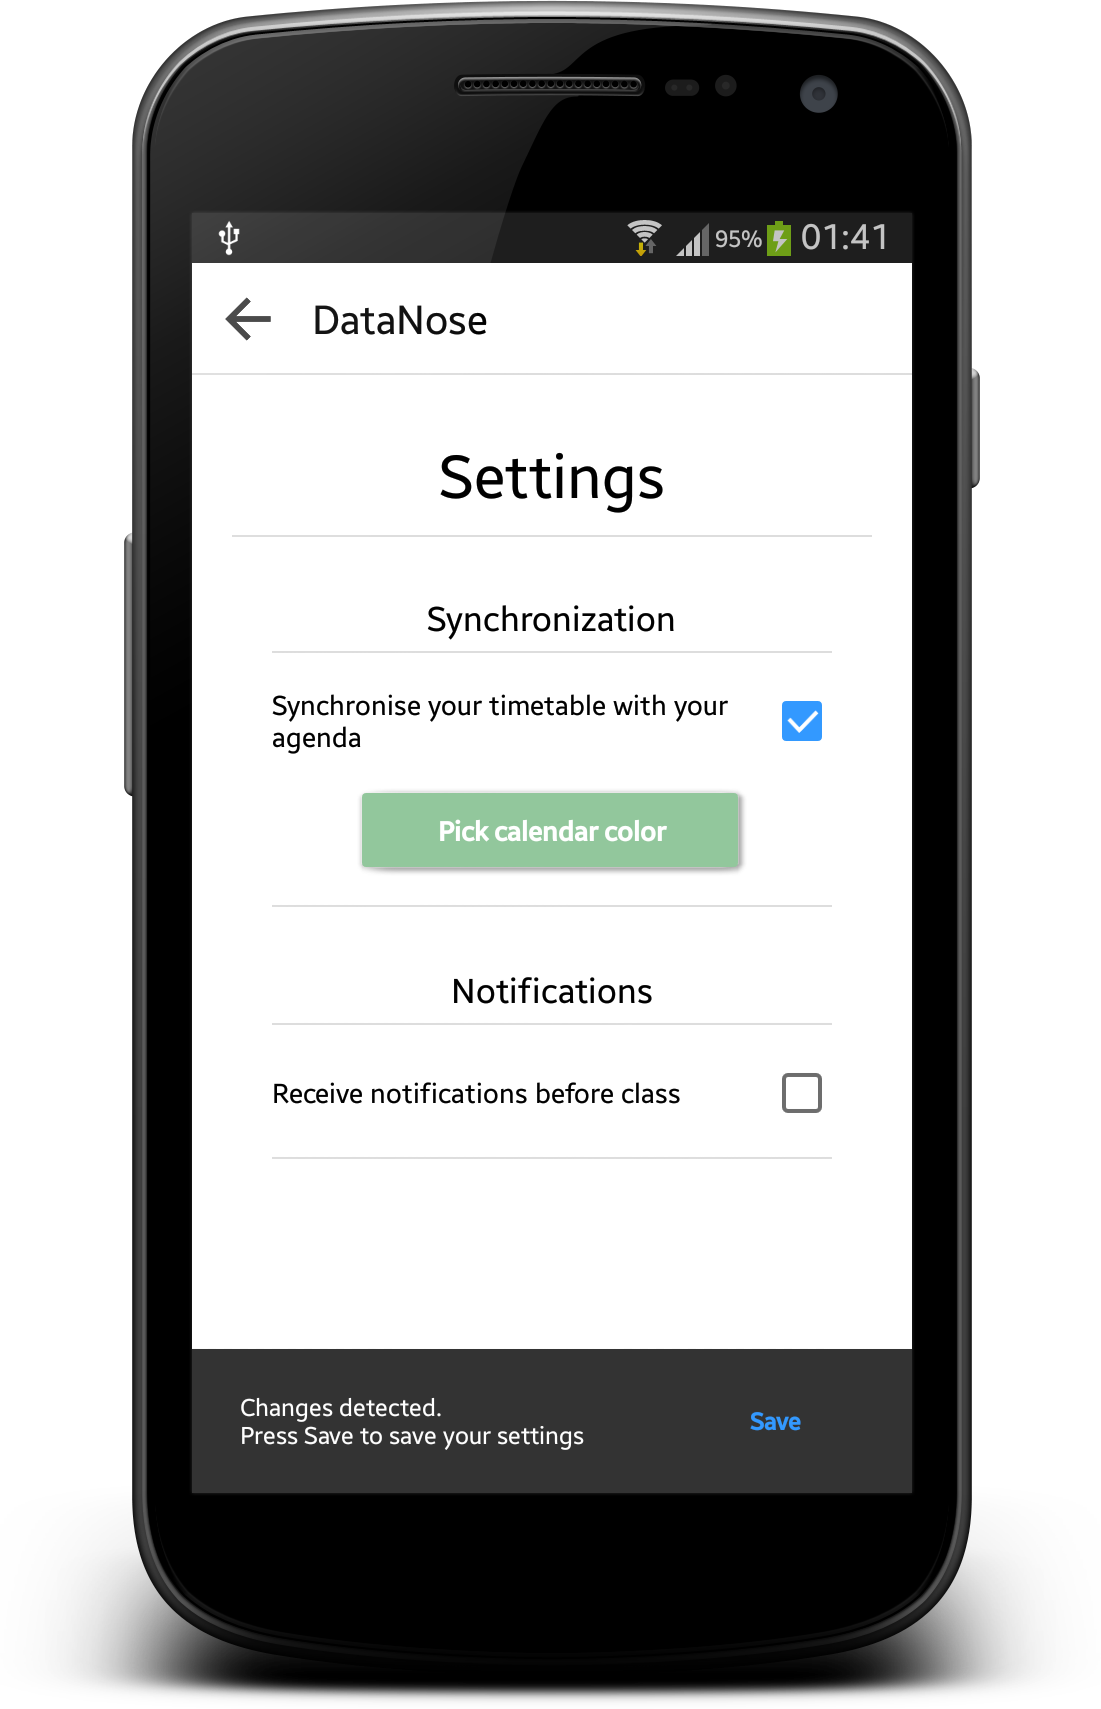 95% 01:41
DataNose
Settings
Synchronization
Synchronise your timetable with your
agenda
Pick calendar color
Notifications
Receive notifications before class
Changes detected.
Press Save to save your settings
Save